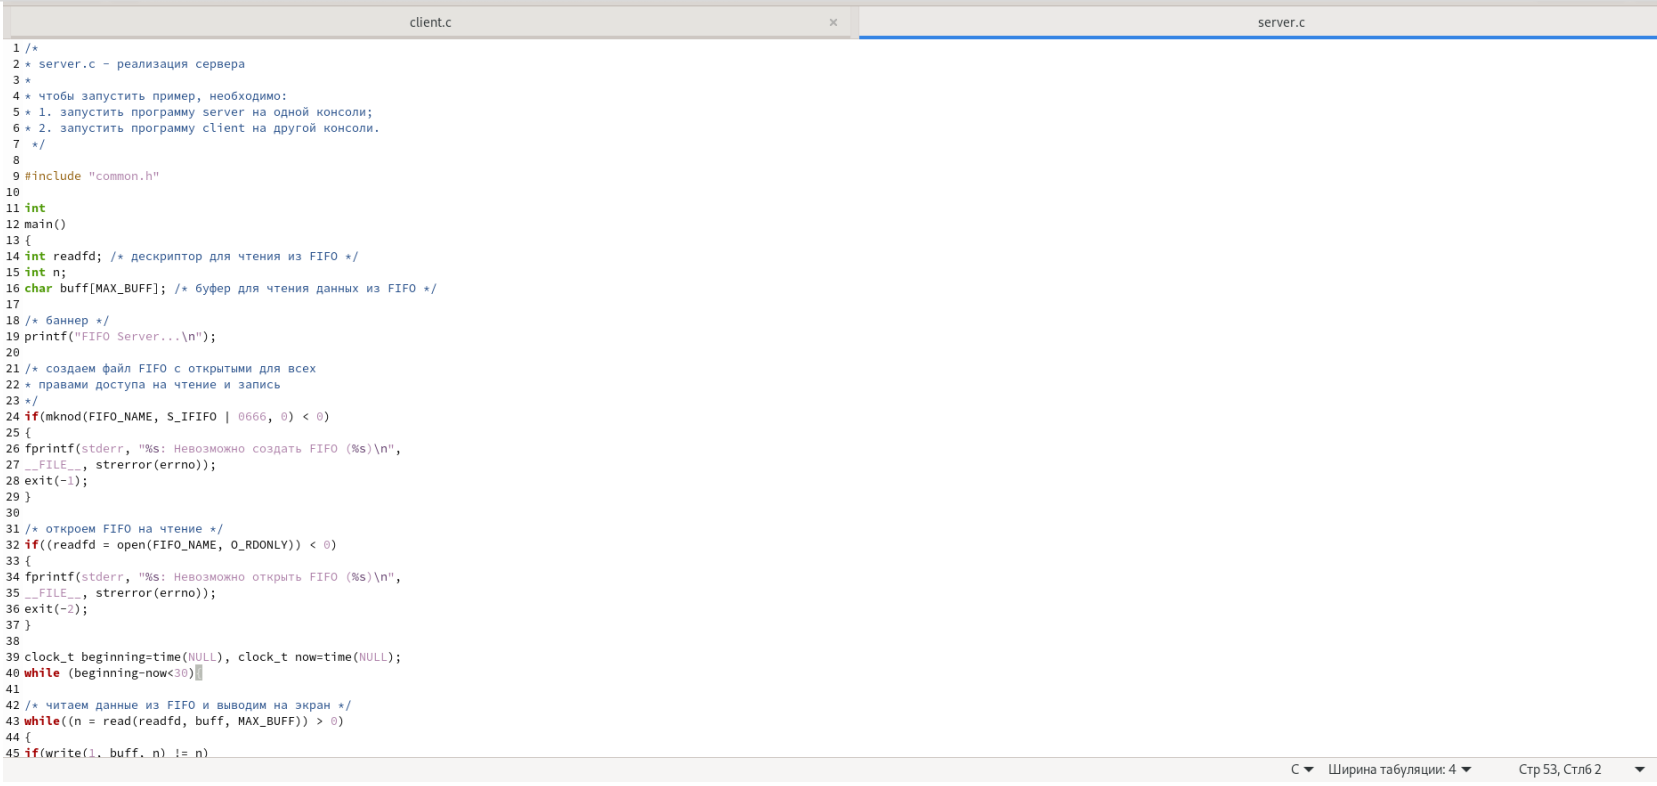 client.c × server.c
1 /*
2 * server.c - реализация сервера
3 *
4 * чтобы запустить пример, необходимо:
5 * 1. запустить программу server на одной консоли;
6 * 2. запустить программу client на другой консоли.
7 */
8
9 #include "common.h"
10
11 int
12 main()
13 {
14 int readfd; /* дескриптор для чтения из FIFO */
15 int n;
16 char buff[MAX_BUFF]; /* буфер для чтения данных из FIFO */
17
18 /* баннер */
19 printf("FIFO Server...\n");
20
21 /* создаем файл FIFO с открытыми для всех
22 * правами доступа на чтение и запись
23 */
24 if(mknod(FIFO_NAME, S_IFIFO | 0666, 0) < 0)
25 {
26 fprintf(stderr, "%s: Невозможно создать FIFO (%s)\n",
27 __FILE__, strerror(errno));
28 exit(-1);
29 }
30
31 /* откроем FIFO на чтение */
32 if((readfd = open(FIFO_NAME, O_RDONLY)) < 0)
33 {
34 fprintf(stderr, "%s: Невозможно открыть FIFO (%s)\n",
35 __FILE__, strerror(errno));
36 exit(-2);
37 }
38
39 clock_t beginning=time(NULL), clock_t now=time(NULL);
40 while (beginning-now<30){
41
42 /* читаем данные из FIFO и выводим на экран */
43 while((n = read(readfd, buff, MAX_BUFF)) > 0)
44 {
45 if(write(1, buff, n) != n)
C Ширина табуляции: 4 Стр 53, Стлб 2